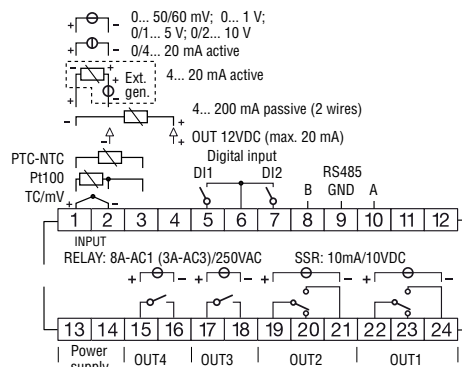 + - 0... 50/60 mV; 0... 1 V;
0/1... 5 V; 0/2... 10 V
+ - 0/4... 20 mA active
- + + Ext. gen. - + 4... 20 mA active
- + 4... 200 mA passive (2 wires)
- + OUT 12VDC (max. 20 mA)
PTC-NTC
Digital input
Pt100
DI1 DI2 RS485
B GND A
TC/mV + -
1 2 3 4 5 6 7 8 9 10 11 12
INPUT
RELAY: 8A-AC1 (3A-AC3)/250VAC SSR: 10mA/10VDC
+ - + - + - + -
13 14 15 16 17 18 19 20 21 22 23 24
Power supply OUT4 OUT3 OUT2 OUT1